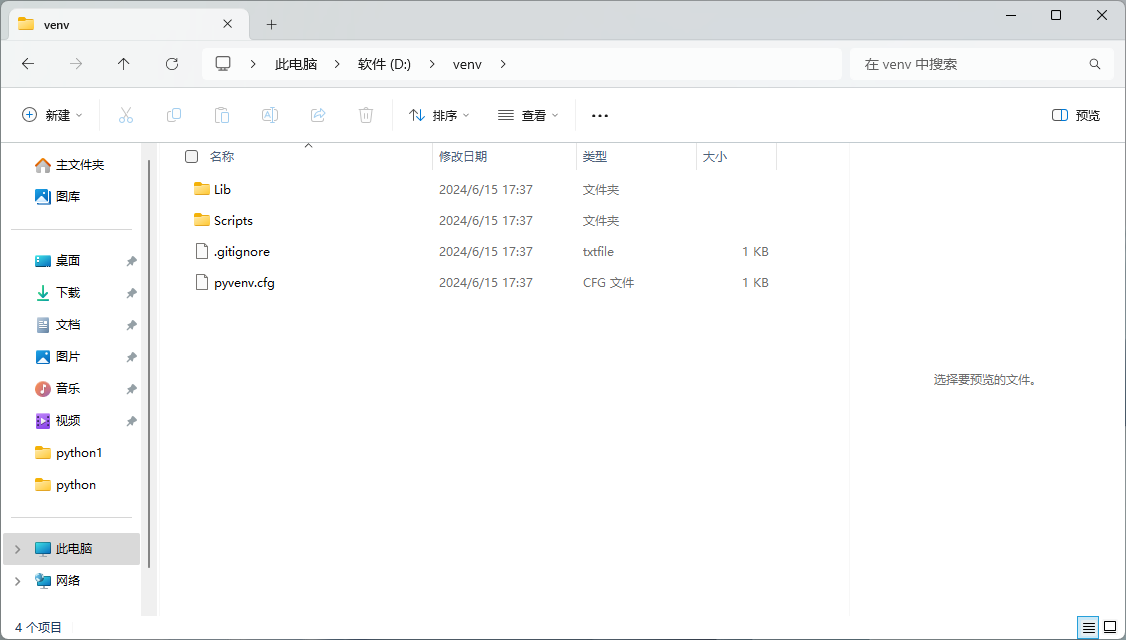 venv
此电脑 软件 (D:) venv
在 venv 中搜索
新建 排序 查看 预览
主文件夹
图库
桌面
下载
文档
图片
音乐
视频
python1
python
此电脑
网络
名称 修改日期 类型 大小
Lib 2024/6/15 17:37 文件夹
Scripts 2024/6/15 17:37 文件夹
.gitignore 2024/6/15 17:37 txtfile 1 KB
pyvenv.cfg 2024/6/15 17:37 CFG 文件 1 KB
选择要预览的文件。
4 个项目